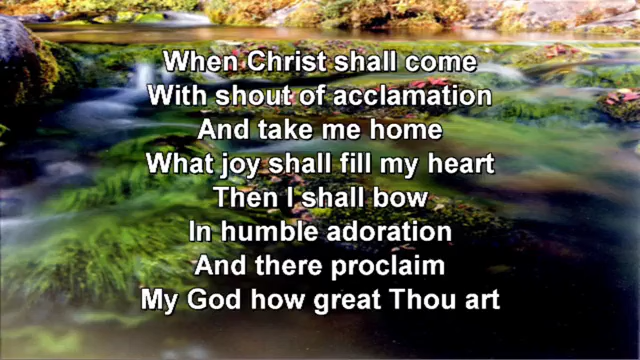 When Christ shall come
With shout of acclamation
And take me home
What joy shall fill my heart
Then I shall bow
In humble adoration
And there proclaim
My God how great Thou art